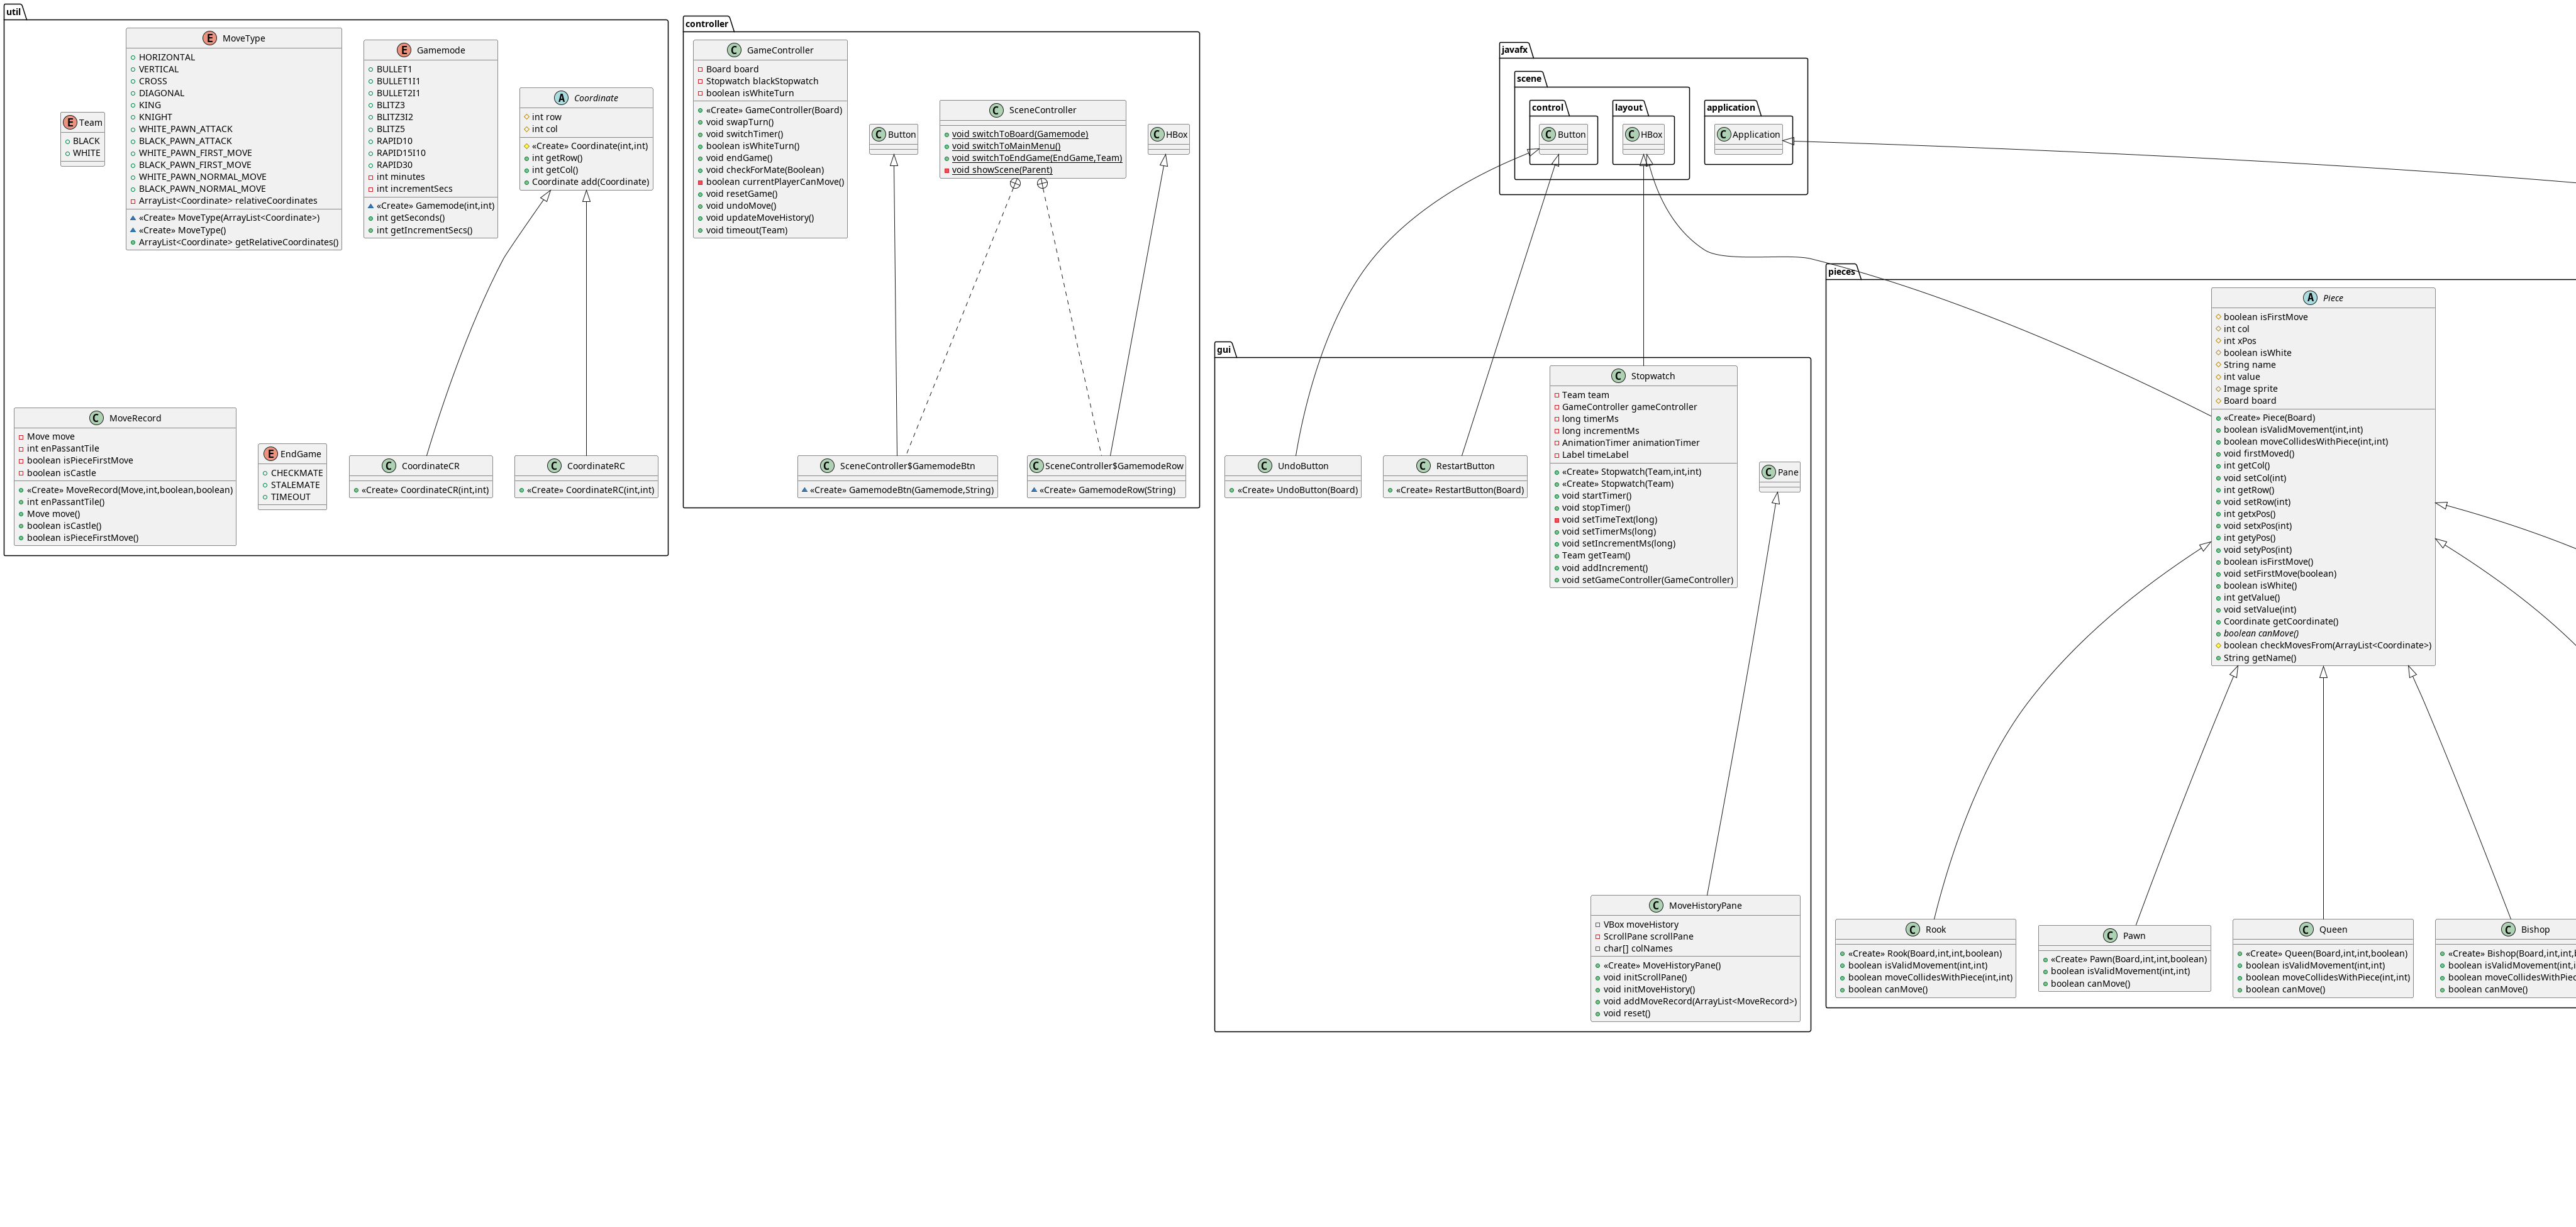 util
Team
BLACK
WHITE
MoveType
HORIZONTAL
VERTICAL
CROSS
DIAGONAL
KING
KNIGHT
WHITE_PAWN_ATTACK
BLACK_PAWN_ATTACK
WHITE_PAWN_FIRST_MOVE
BLACK_PAWN_FIRST_MOVE
WHITE_PAWN_NORMAL_MOVE
BLACK_PAWN_NORMAL_MOVE
ArrayList<Coordinate> relativeCoordinates
«Create» MoveType(ArrayList<Coordinate>)
«Create» MoveType()
ArrayList<Coordinate> getRelativeCoordinates()
Gamemode
BULLET1
BULLET1I1
BULLET2I1
BLITZ3
BLITZ3I2
BLITZ5
RAPID10
RAPID15I10
RAPID30
int minutes
int incrementSecs
«Create» Gamemode(int,int)
int getSeconds()
int getIncrementSecs()
Coordinate
int row
int col
«Create» Coordinate(int,int)
int getRow()
int getCol()
Coordinate add(Coordinate)
MoveRecord
Move move
int enPassantTile
boolean isPieceFirstMove
boolean isCastle
«Create» MoveRecord(Move,int,boolean,boolean)
int enPassantTile()
Move move()
boolean isCastle()
boolean isPieceFirstMove()
EndGame
CHECKMATE
STALEMATE
TIMEOUT
CoordinateCR
«Create» CoordinateCR(int,int)
CoordinateRC
«Create» CoordinateRC(int,int)
controller
GameController
Board board
Stopwatch blackStopwatch
boolean isWhiteTurn
«Create» GameController(Board)
void swapTurn()
void switchTimer()
boolean isWhiteTurn()
void endGame()
void checkForMate(Boolean)
boolean currentPlayerCanMove()
void resetGame()
void undoMove()
void updateMoveHistory()
void timeout(Team)
Button
SceneController
void switchToBoard(Gamemode)
void switchToMainMenu()
void switchToEndGame(EndGame,Team)
void showScene(Parent)
HBox
SceneController$GamemodeBtn
«Create» GamemodeBtn(Gamemode,String)
SceneController$GamemodeRow
«Create» GamemodeRow(String)
javafx
scene
control
Button
layout
HBox
application
Application
gui
UndoButton
«Create» UndoButton(Board)
RestartButton
«Create» RestartButton(Board)
Stopwatch
Team team
GameController gameController
long timerMs
long incrementMs
AnimationTimer animationTimer
Label timeLabel
«Create» Stopwatch(Team,int,int)
«Create» Stopwatch(Team)
void startTimer()
void stopTimer()
void setTimeText(long)
void setTimerMs(long)
void setIncrementMs(long)
Team getTeam()
void addIncrement()
void setGameController(GameController)
Pane
MoveHistoryPane
VBox moveHistory
ScrollPane scrollPane
char[] colNames
«Create» MoveHistoryPane()
void initScrollPane()
void initMoveHistory()
void addMoveRecord(ArrayList<MoveRecord>)
void reset()
pieces
Piece
boolean isFirstMove
int col
int xPos
boolean isWhite
String name
int value
Image sprite
Board board
«Create» Piece(Board)
boolean isValidMovement(int,int)
boolean moveCollidesWithPiece(int,int)
void firstMoved()
int getCol()
void setCol(int)
int getRow()
void setRow(int)
int getxPos()
void setxPos(int)
int getyPos()
void setyPos(int)
boolean isFirstMove()
void setFirstMove(boolean)
boolean isWhite()
int getValue()
void setValue(int)
Coordinate getCoordinate()
boolean canMove()
boolean checkMovesFrom(ArrayList<Coordinate>)
String getName()
Rook
«Create» Rook(Board,int,int,boolean)
boolean isValidMovement(int,int)
boolean moveCollidesWithPiece(int,int)
boolean canMove()
Pawn
«Create» Pawn(Board,int,int,boolean)
boolean isValidMovement(int,int)
boolean canMove()
Queen
«Create» Queen(Board,int,int,boolean)
boolean isValidMovement(int,int)
boolean moveCollidesWithPiece(int,int)
boolean canMove()
Bishop
«Create» Bishop(Board,int,int,
boolean isValidMovement(int,
boolean
boolean canMove()